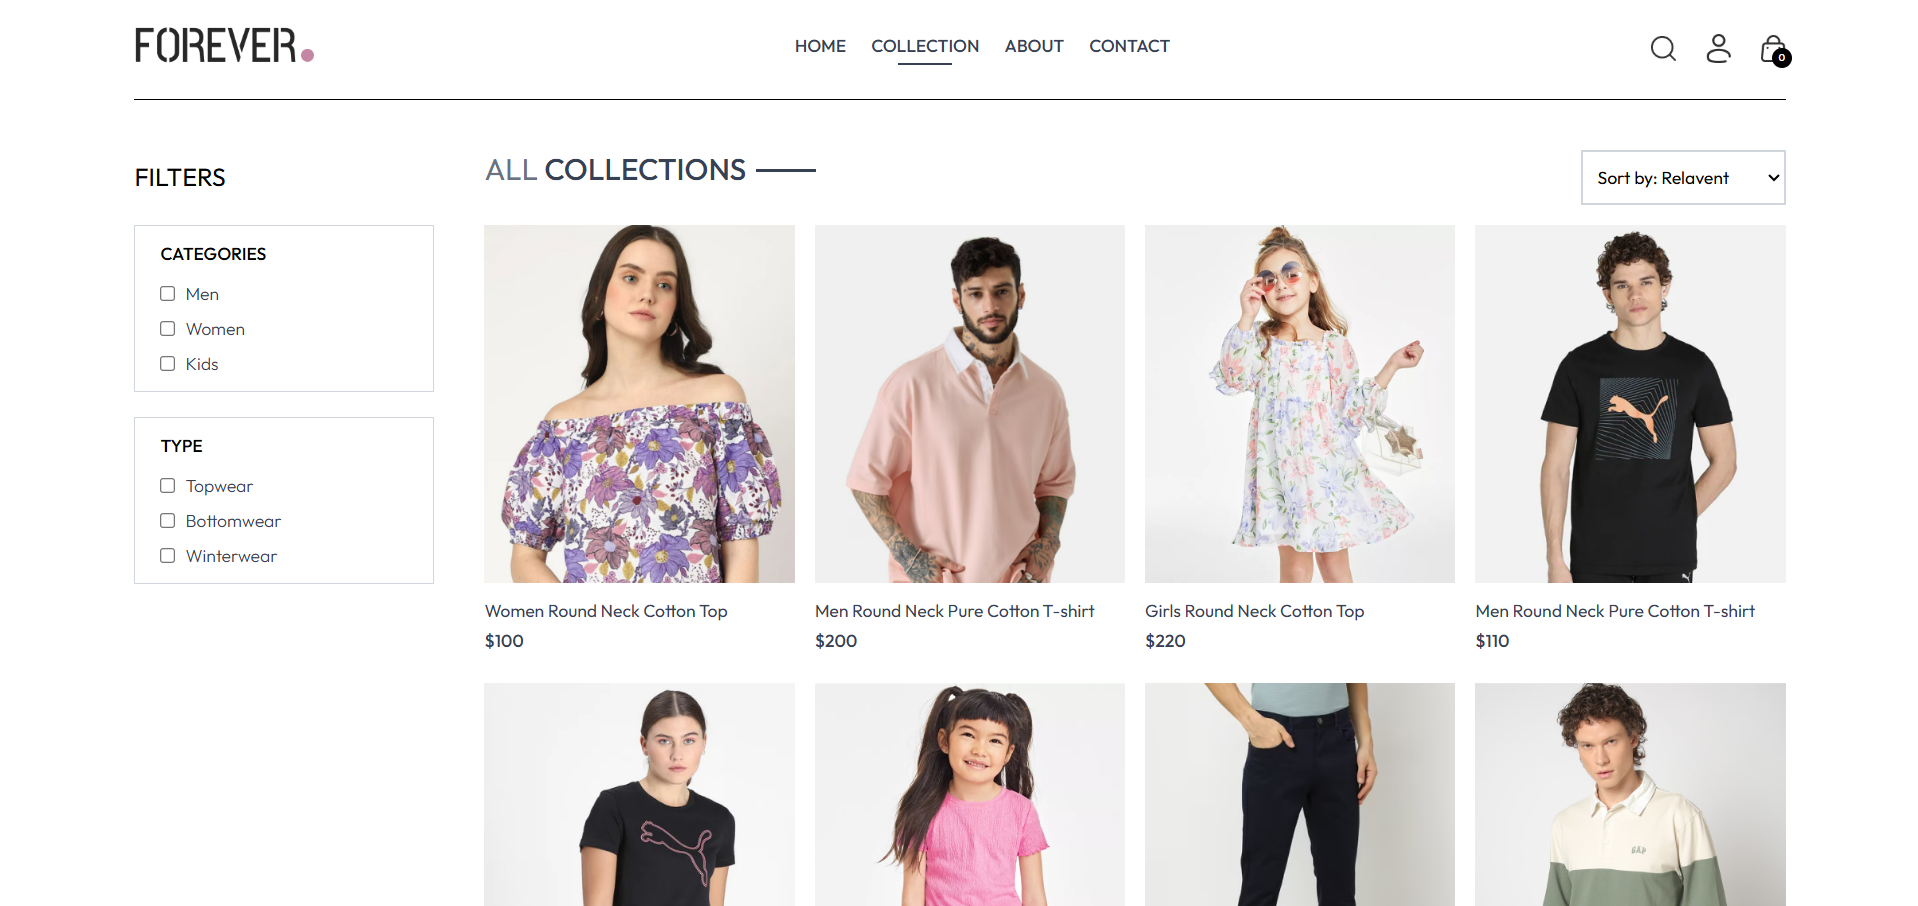 FOREVER.
HOME COLLECTION ABOUT CONTACT
0
FILTERS
ALL COLLECTIONS
Sort by: Relavent
CATEGORIES
Men
Women
Kids
TYPE
Topwear
Bottomwear
Winterwear
Women Round Neck Cotton Top
$100
Men Round Neck Pure Cotton T-shirt
$200
Girls Round Neck Cotton Top
$220
Men Round Neck Pure Cotton T-shirt
$110
GAP